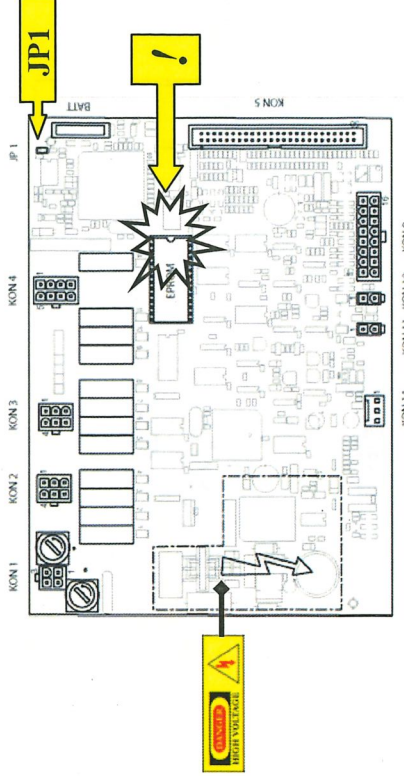 JP1
!
JP 1
BATT
KON 4
KON 5
KON 3
EPROM
KON 2
KON 1
DANGER
HIGH VOLTAGE